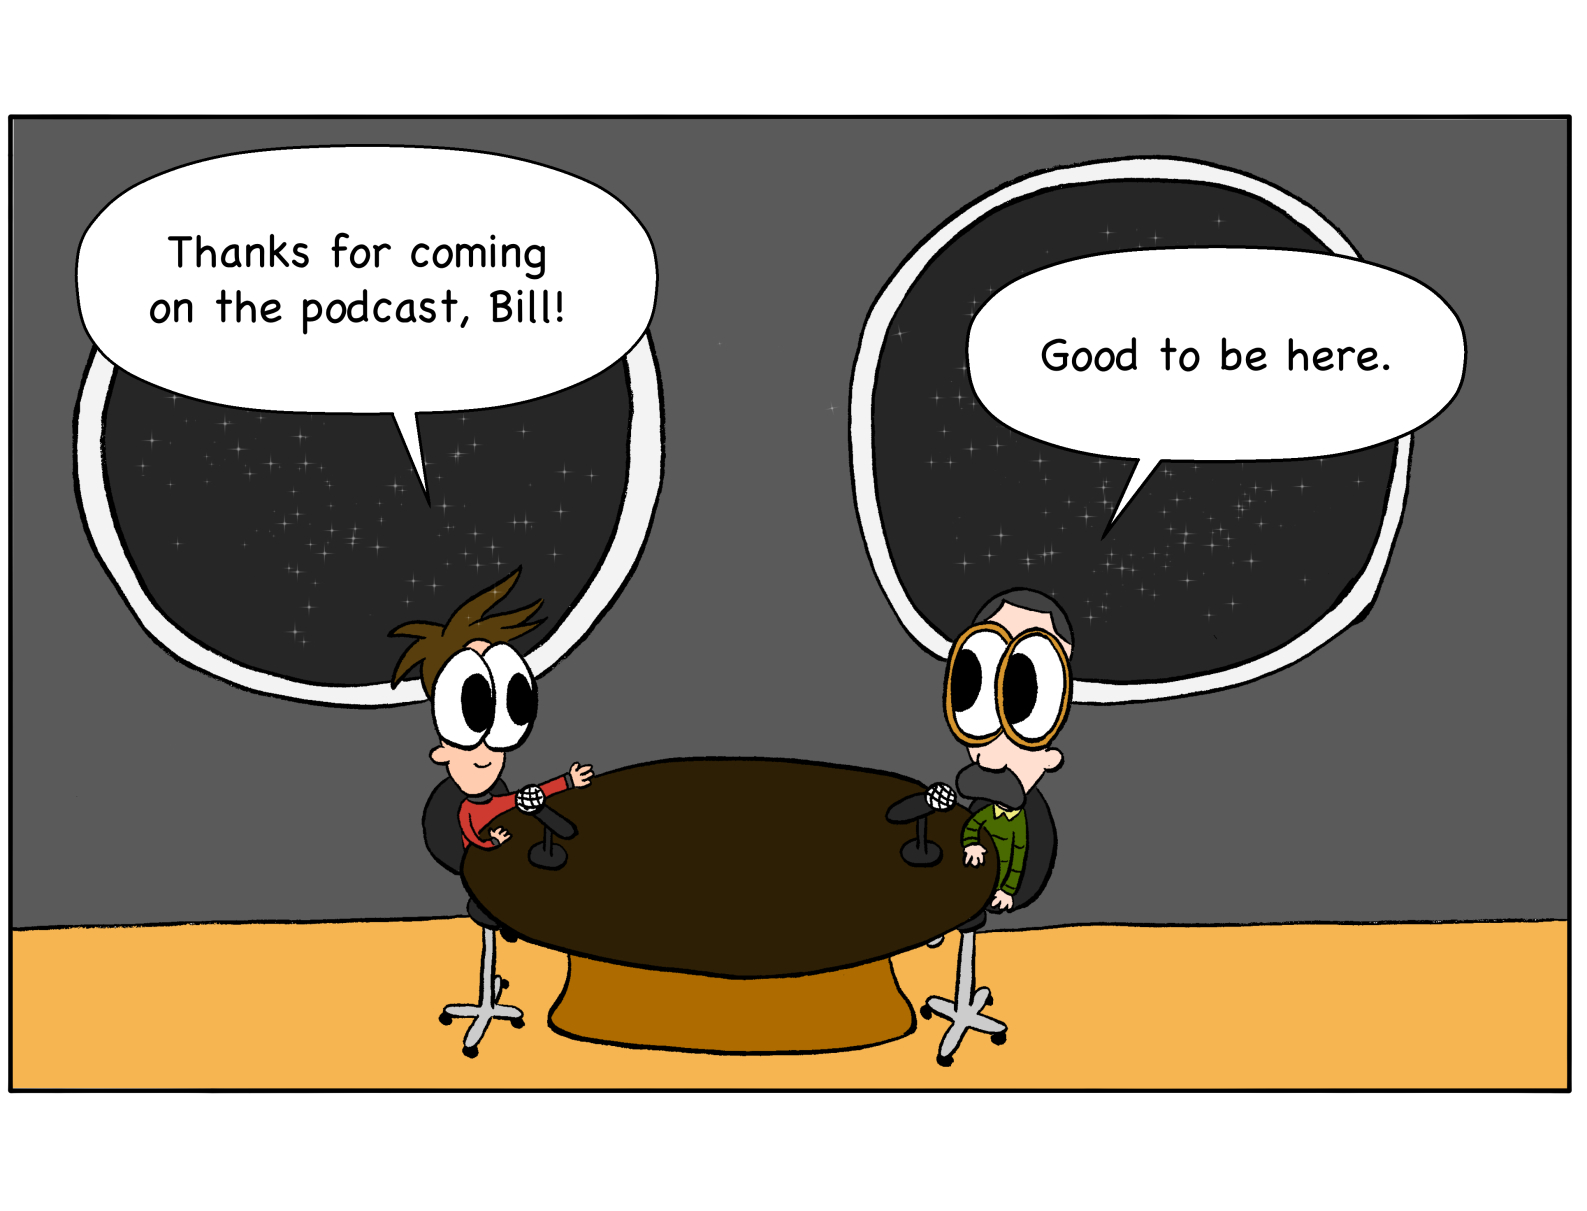 Thanks for coming
on the podcast, Bill!
Good to be here.